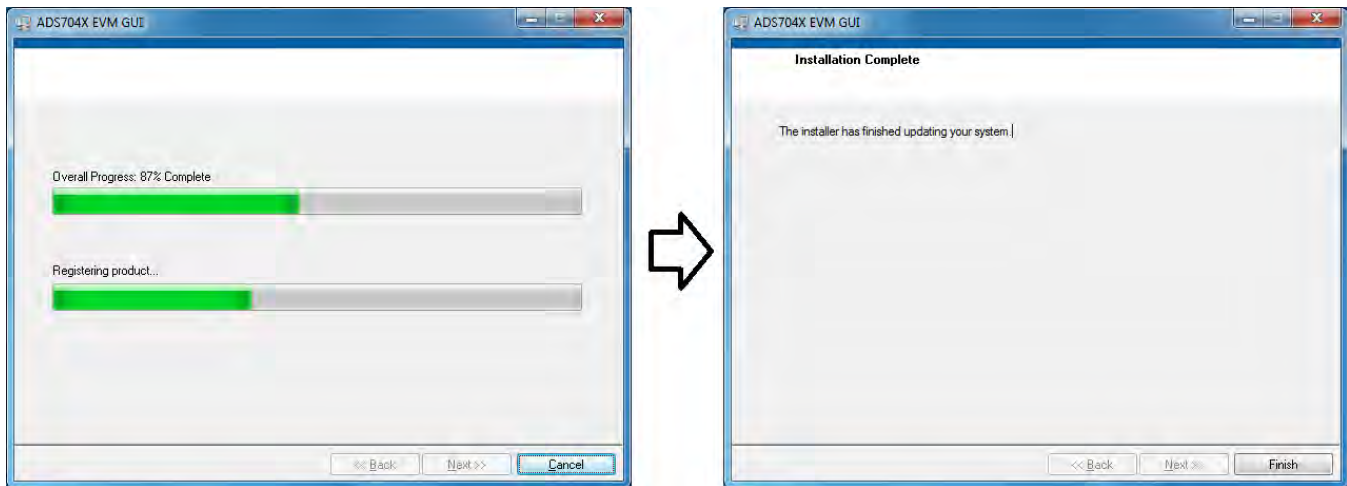 ADS704X EVM GUI
Overall Progress: 87% Complete
Registering product...
<< Back
Next >>
Cancel
ADS704X EVM GUI
Installation Complete
The installer has finished updating your system.
<< Back
Next >
Finish